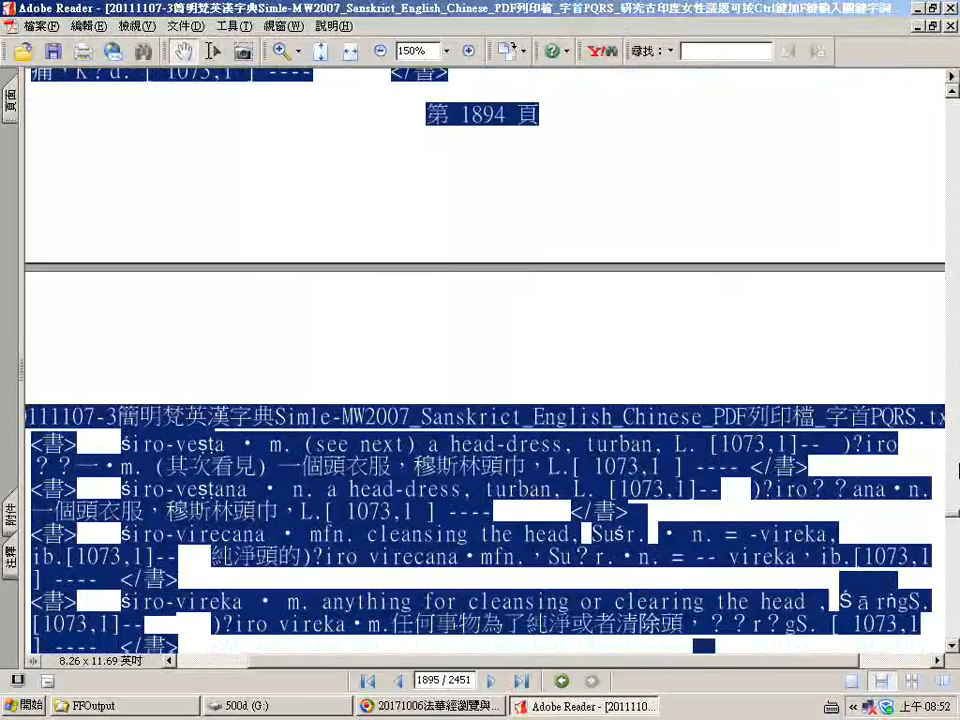 Adobe Reader - [20111107-3簡明梵英漢字典Simle-MW2007_Sanskrict_English_Chinese_PDF列印檔_字首PQRS_研究古印度女性議題可按Ctrl鍵加F鍵輸入關鍵字詞...
檔案(F) 編輯(E) 檢視(V) 文件(D) 工具(T) 視窗(W) 說明(H)
150% Y! 尋找：
頁面
痛，K?d. [ 1073,1 ] ---- </書>
第 1894 頁
111107-3簡明梵英漢字典Simle-MW2007_Sanskrict_English_Chinese_PDF列印檔_字首PQRS.tx
<書> śiro-veṣṭa • m. (see next) a head-dress, turban, L. [1073,1]-- )?iro
??一•m. (其次看見) 一個頭衣服，穆斯林頭巾，L.[ 1073,1 ] ---- </書>
<書> śiro-veṣṭana • n. a head-dress, turban, L. [1073,1]-- )?iro??ana•n.
一個頭衣服，穆斯林頭巾，L.[ 1073,1 ] ---- </書>
<書> śiro-virecana • mfn. cleansing the head, Suśr. • n. = -vireka,
ib.[1073,1]-- 純淨頭的)?iro virecana•mfn.，Su?r.•n. = -- vireka，ib.[1073,1
] ---- </書>
<書> śiro-vireka • m. anything for cleansing or clearing the head , ŚārṅgS.
[1073,1]-- )?iro vireka•m.任何事物為了純淨或者清除頭，??r?gS. [ 1073,1
] ---- </書>
附件
注釋
8.26 x 11.69 英吋
1895 / 2451
開始 FFOutput 500d (G:) 20171006法華經瀏覽與... Adobe Reader - [2011110... 上午 08:52